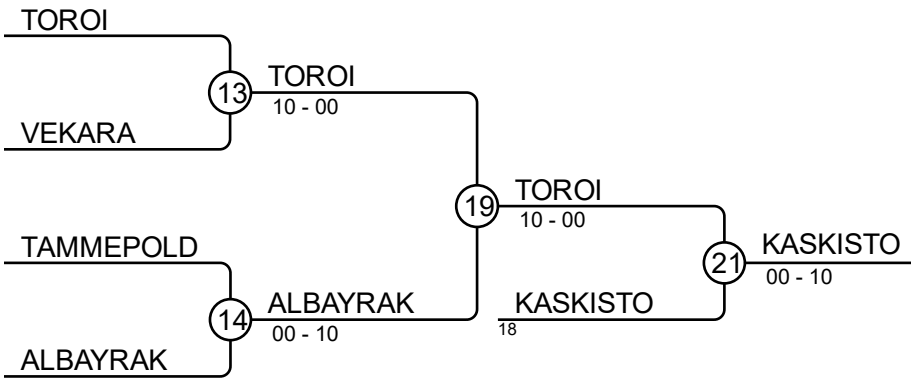 TOROI
13
TOROI
10 - 00
VEKARA
19
TOROI
10 - 00
TAMMEPOLD
21
KASKISTO
00 - 10
14
ALBAYRAK
00 - 10
KASKISTO
18
ALBAYRAK